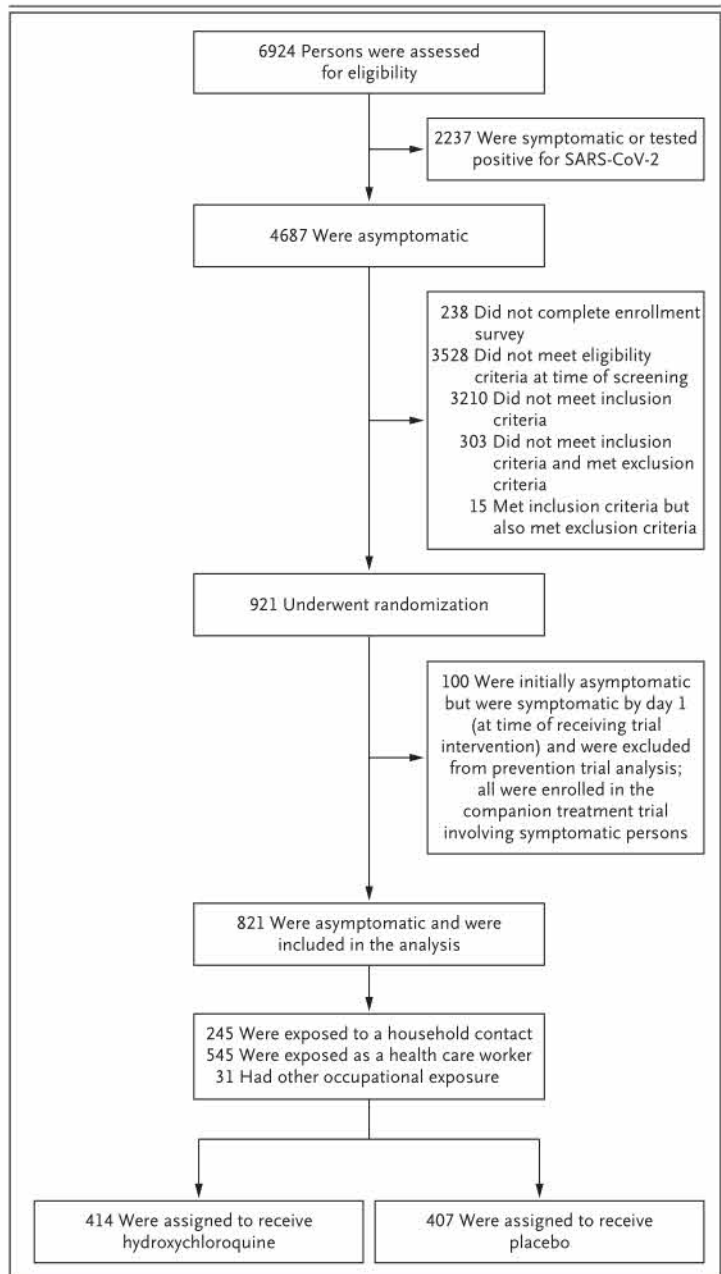 6924 Persons were assessed
for eligibility
2237 Were symptomatic or tested
positive for SARS-CoV-2
4687 Were asymptomatic
238 Did not complete enrollment
survey
3528 Did not meet eligibility
criteria at time of screening
3210 Did not meet inclusion
criteria
303 Did not meet inclusion
criteria and met exclusion
criteria
15 Met inclusion criteria but
also met exclusion criteria
921 Underwent randomization
100 Were initially asymptomatic
but were symptomatic by day 1
(at time of receiving trial
intervention) and were excluded
from prevention trial analysis;
all were enrolled in the
companion treatment trial
involving symptomatic persons
821 Were asymptomatic and were
included in the analysis
245 Were exposed to a household contact
545 Were exposed as a health care worker
31 Had other occupational exposure
414 Were assigned to receive
hydroxychloroquine
407 Were assigned to receive
placebo